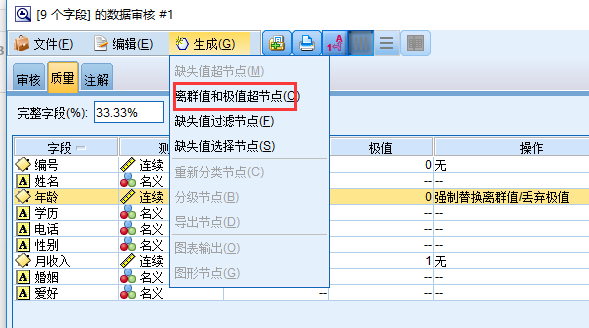 [9 个字段] 的数据审核 #1
文件(F) 编辑(E) 生成(G)
缺失值超节点(M)
审核 质量 注解
离群值和极值超节点(O)
完整字段(%): 33.33%
缺失值过滤节点(F)
缺失值选择节点(S)
字段 测 极值 操作
编号 连续 0 无
重新分类节点(C)
姓名 名义 -- --
分级节点(B)
年龄 连续 0 强制替换离群值/丢弃极值
学历 名义 -- --
导出节点(D)
电话 名义 -- --
性别 名义 -- --
图表输出(O)
月收入 连续 1 无
图形节点(G)
婚姻 名义 -- --
爱好 名义 -- -- --